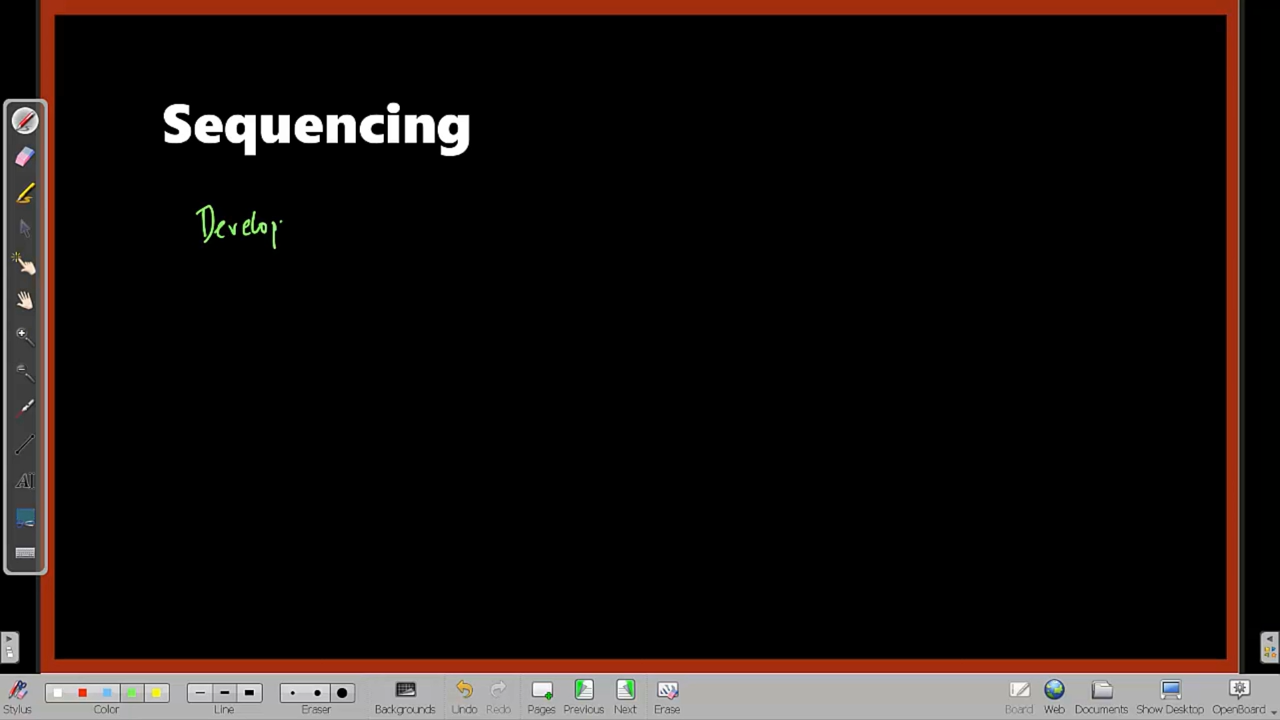 Sequencing
Develop
Stylus
Color
Line
Eraser
Backgrounds
Undo
Redo
Pages
Previous
Next
Erase
Board
Web
Documents
Show Desktop
OpenBoard